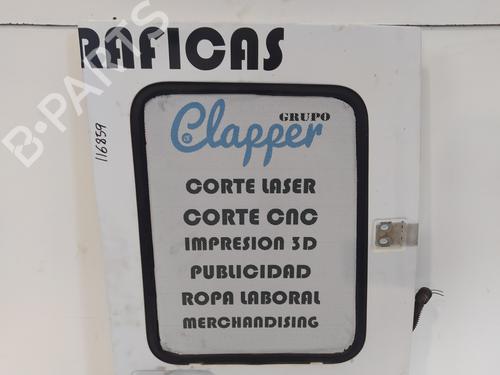 RAFICAS
GRUPO
Clapper
CORTE LASER
CORTE CNC
IMPRESION 3D
PUBLICIDAD
ROPA LABORAL
MERCHANDISING
116859
B-PARTS